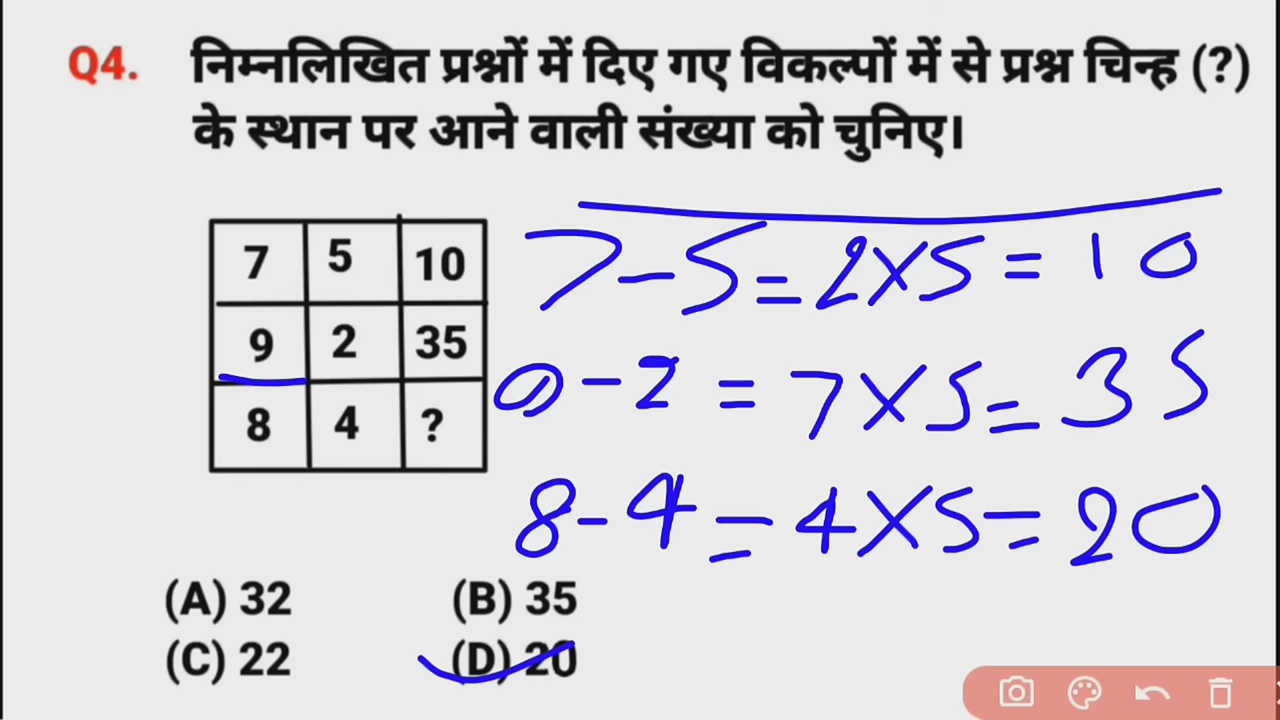 Q4. निम्नलिखित प्रश्नों में दिए गए विकल्पों में से प्रश्न चिन्ह (?)
के स्थान पर आने वाली संख्या को चुनिए।
7 5 10
9 2 35
8 4 ?
7-5=2×5=10
-2=7×5=35
8-4=4×5=20
(A) 32 (B) 35
(C) 22 (D) 20